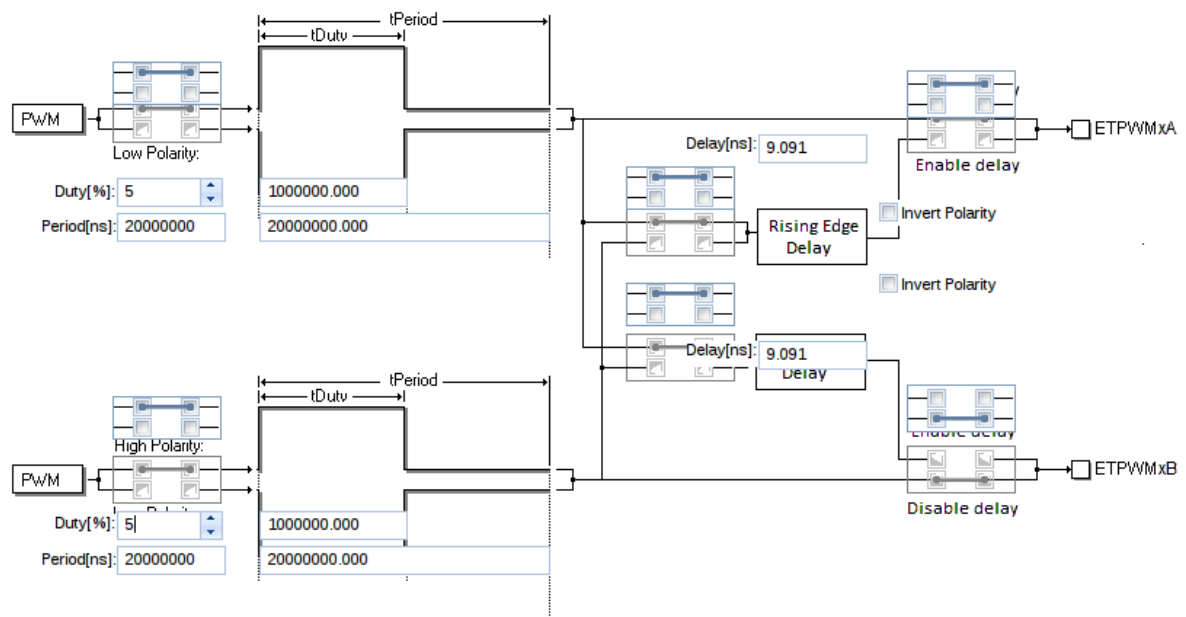 tPeriod
tDuty
PWM
ETPWMxA
Low Polarity:
Delay[ns]: 9.091
Enable delay
Duty[%]: 5 1000000.000
Period[ns]: 20000000 20000000.000
Invert Polarity
Rising Edge
Delay
Invert Polarity
Delay[ns]: 9.091
Delay
tPeriod
tDuty
High Polarity:
Enable delay
PWM
ETPWMxB
Disable delay
Duty[%]: 5 1000000.000
Period[ns]: 20000000 20000000.000